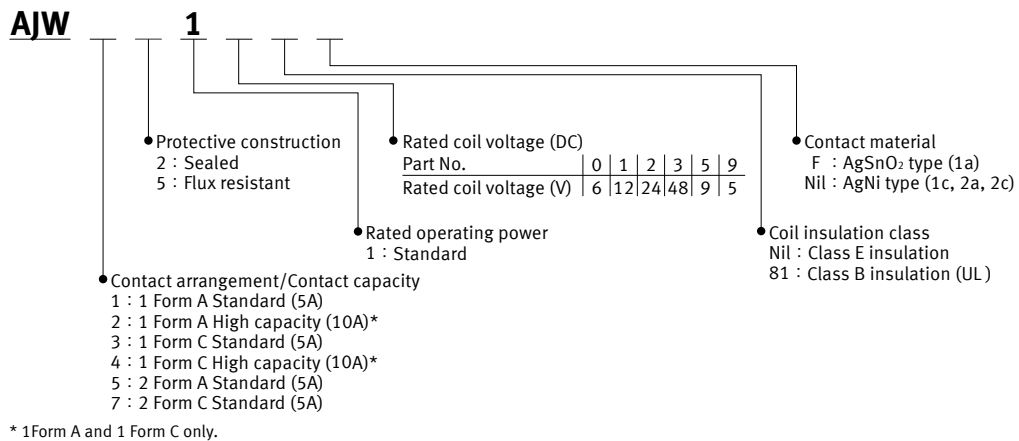 AJW 1
Protective construction
2 : Sealed
5 : Flux resistant
Rated coil voltage (DC)
Part No. 0 1 2 3 5 9
Rated coil voltage (V) 6 12 24 48 9 5
Contact material
F : AgSnO₂ type (1a)
Nil : AgNi type (1c, 2a, 2c)
Rated operating power
1 : Standard
Coil insulation class
Nil : Class E insulation
81 : Class B insulation (UL)
Contact arrangement/Contact capacity
1 : 1 Form A Standard (5A)
2 : 1 Form A High capacity (10A)*
3 : 1 Form C Standard (5A)
4 : 1 Form C High capacity (10A)*
5 : 2 Form A Standard (5A)
7 : 2 Form C Standard (5A)
* 1Form A and 1 Form C only.